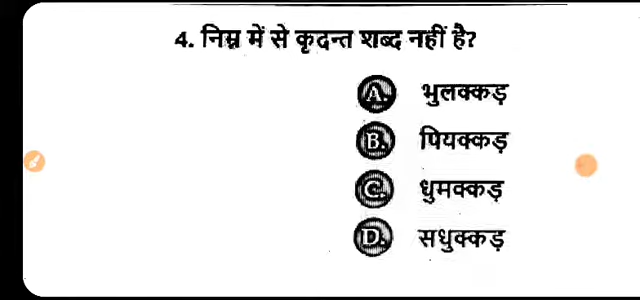 4. निम्न में से कृदन्त शब्द नहीं है?
A. भुलक्कड़
B. पियक्कड़
C. धुमक्कड़
D. सधुक्कड़